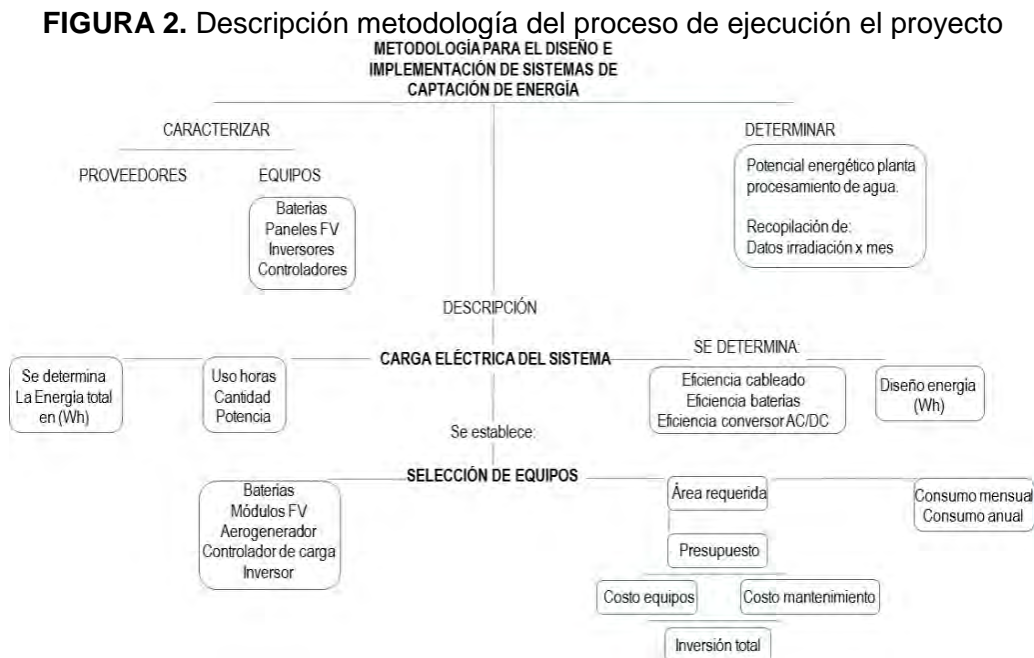 FIGURA 2. Descripción metodología del proceso de ejecución el proyecto
METODOLOGÍA PARA EL DISEÑO E
IMPLEMENTACIÓN DE SISTEMAS DE
CAPTACIÓN DE ENERGÍA
CARACTERIZAR
DETERMINAR
PROVEEDORES
EQUIPOS
Baterias
Paneles FV
Inversores
Controladores
Potencial energético planta
procesamiento de agua.
Recopilación de:
Datos irradiación x mes
DESCRIPCIÓN
CARGA ELÉCTRICA DEL SISTEMA
SE DETERMINA:
Se determina
La Energía total
en (Wh)
Uso horas
Cantidad
Potencia
Eficiencia cableado
Eficiencia baterías
Eficiencia conversor AC/DC
Diseño energía
(Wh)
Se establece:
SELECCIÓN DE EQUIPOS
Baterias
Módulos FV
Aerogenerador
Controlador de carga
Inversor
Área requerida
Consumo mensual
Consumo anual
Presupuesto
Costo equipos
Costo mantenimiento
Inversión total